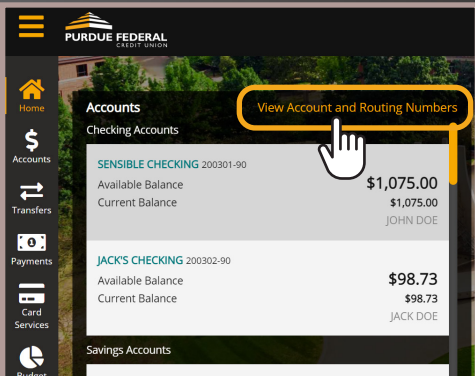 PURDUE FEDERAL
CREDIT UNION
Home
Accounts
Transfers
Payments
Card
Services
Budget
Accounts
View Account and Routing Numbers
Checking Accounts
SENSIBLE CHECKING 200301-90
Available Balance $1,075.00
Current Balance $1,075.00
JOHN DOE
JACK'S CHECKING 200302-90
Available Balance $98.73
Current Balance $98.73
JACK DOE
Savings Accounts